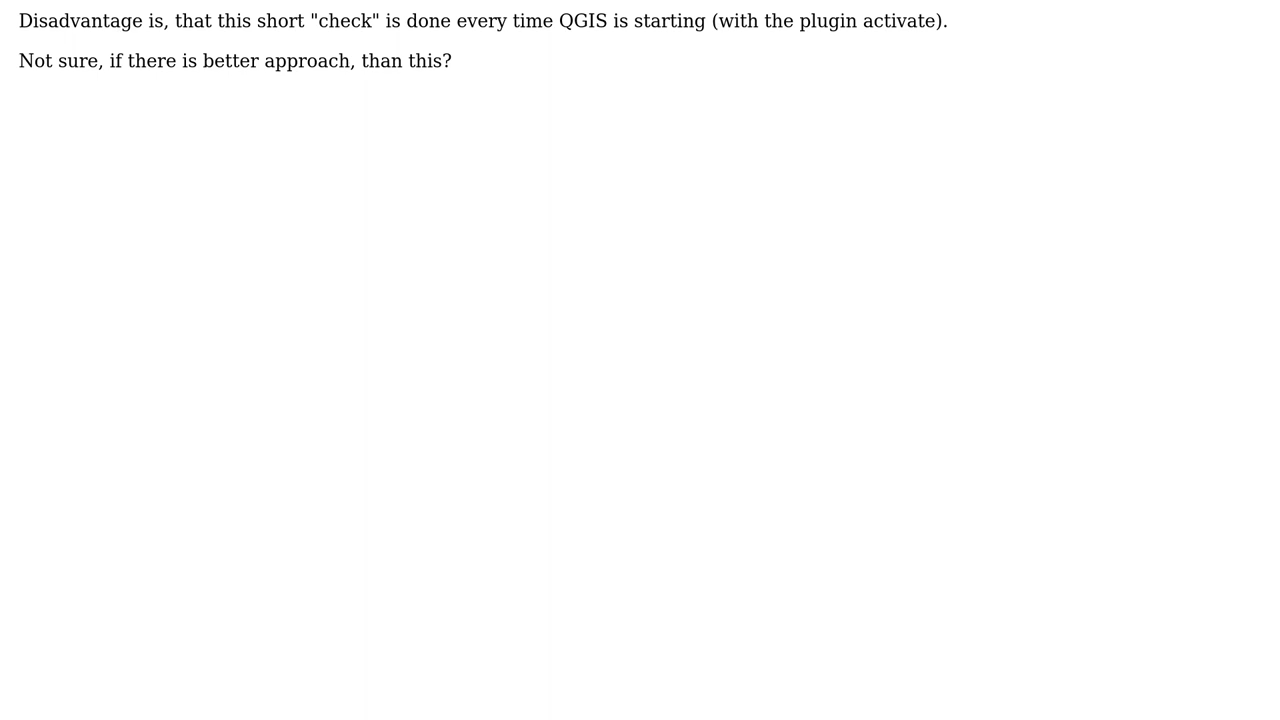 Disadvantage is, that this short "check" is done every time QGIS is starting (with the plugin activate).
Not sure, if there is better approach, than this?